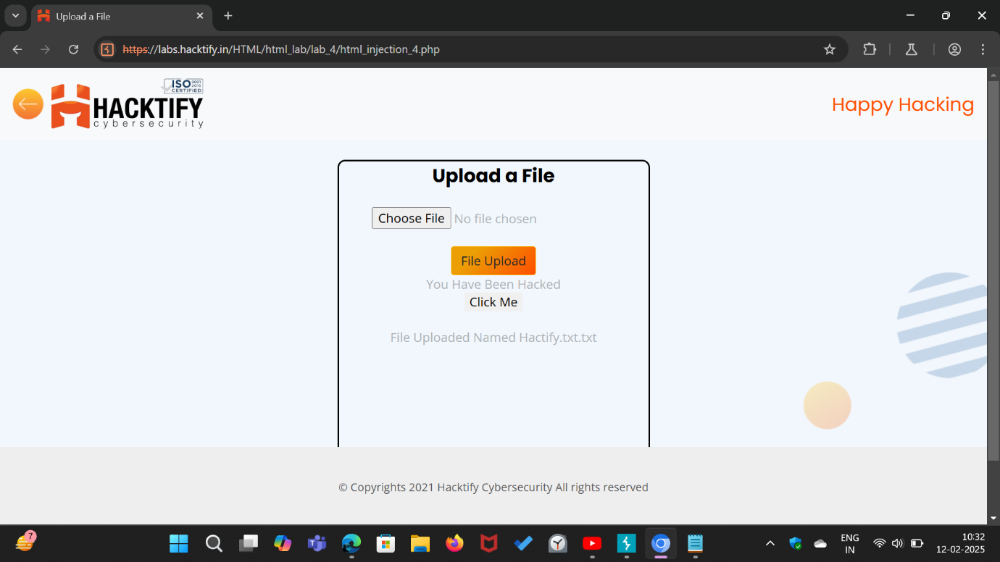 Upload a File
https://labs.hacktify.in/HTML/html_lab/lab_4/html_injection_4.php
ISO 9001 2015
CERTIFIED
HACKTIFY
cybersecurity
Happy Hacking
Upload a File
Choose File No file chosen
File Upload
You Have Been Hacked
Click Me
File Uploaded Named Hactify.txt.txt
© Copyrights 2021 Hacktify Cybersecurity All rights reserved
7
ENG
IN
10:32
12-02-2025